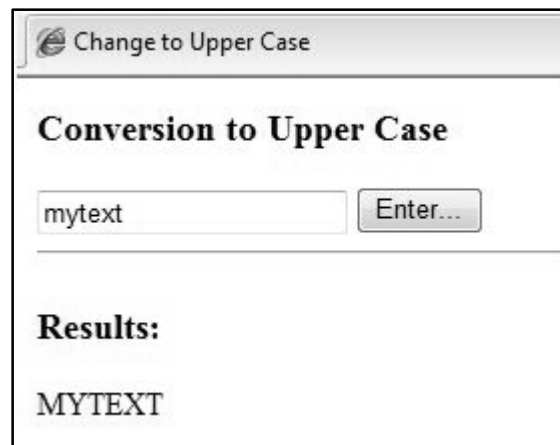 Change to Upper Case
Conversion to Upper Case
mytext Enter...
Results:
MYTEXT